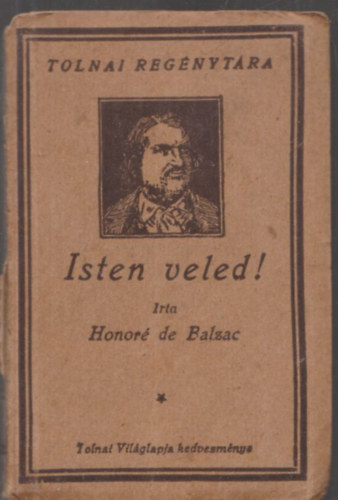 TOLNAI REGÉNYTÁRA
Isten veled!
Irta
Honoré de Balzac
Tolnai Világlapja kedvezménye